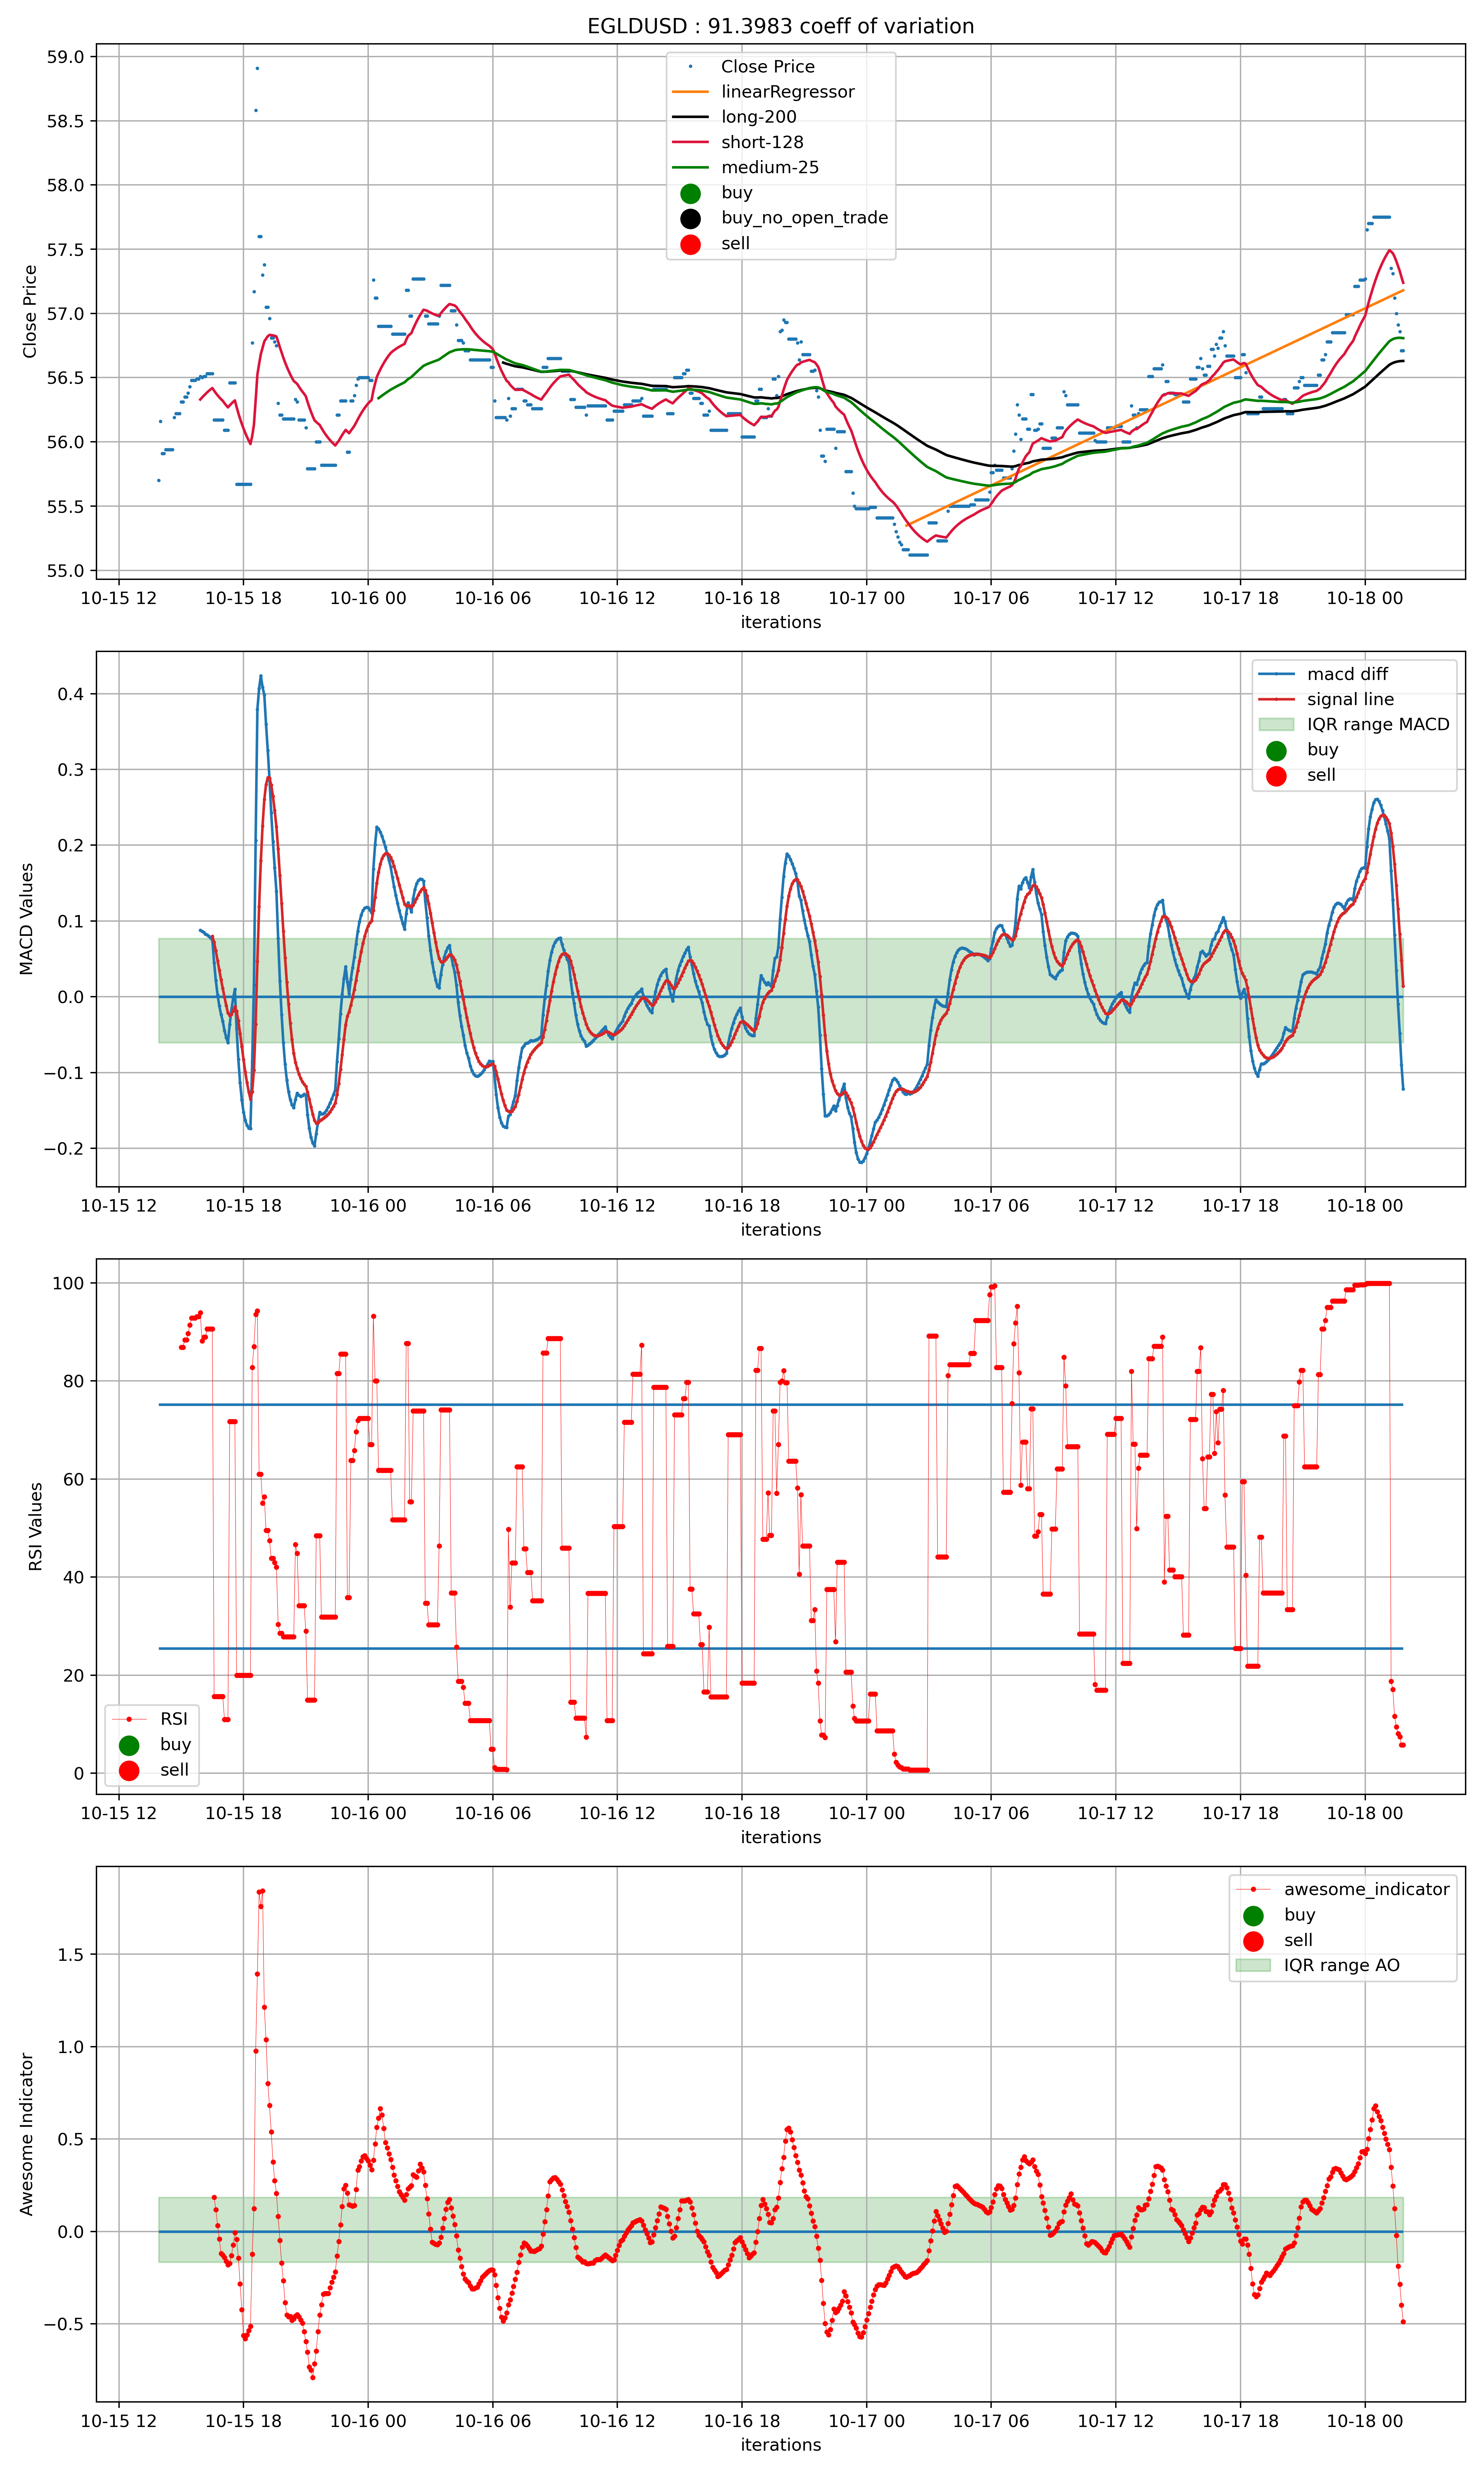 EGLDUSD : 91.3983 coeff of variation
59.0
58.5
58.0
57.5
57.0
56.5
56.0
55.5
55.0
Close Price
Close Price
linearRegressor
long-200
short-128
medium-25
buy
buy_no_open_trade
sell
10-15 12 10-15 18 10-16 00 10-16 06 10-16 12 10-16 18 10-17 00 10-17 06 10-17 12 10-17 18 10-18 00
iterations
0.4
0.3
0.2
0.1
0.0
−0.1
−0.2
MACD Values
macd diff
signal line
IQR range MACD
buy
sell
10-15 12 10-15 18 10-16 00 10-16 06 10-16 12 10-16 18 10-17 00 10-17 06 10-17 12 10-17 18 10-18 00
iterations
100
80
60
40
20
0
RSI Values
RSI
buy
sell
10-15 12 10-15 18 10-16 00 10-16 06 10-16 12 10-16 18 10-17 00 10-17 06 10-17 12 10-17 18 10-18 00
iterations
1.5
1.0
0.5
0.0
−0.5
Awesome Indicator
awesome_indicator
buy
sell
IQR range AO
10-15 12 10-15 18 10-16 00 10-16 06 10-16 12 10-16 18 10-17 00 10-17 06 10-17 12 10-17 18 10-18 00
iterations